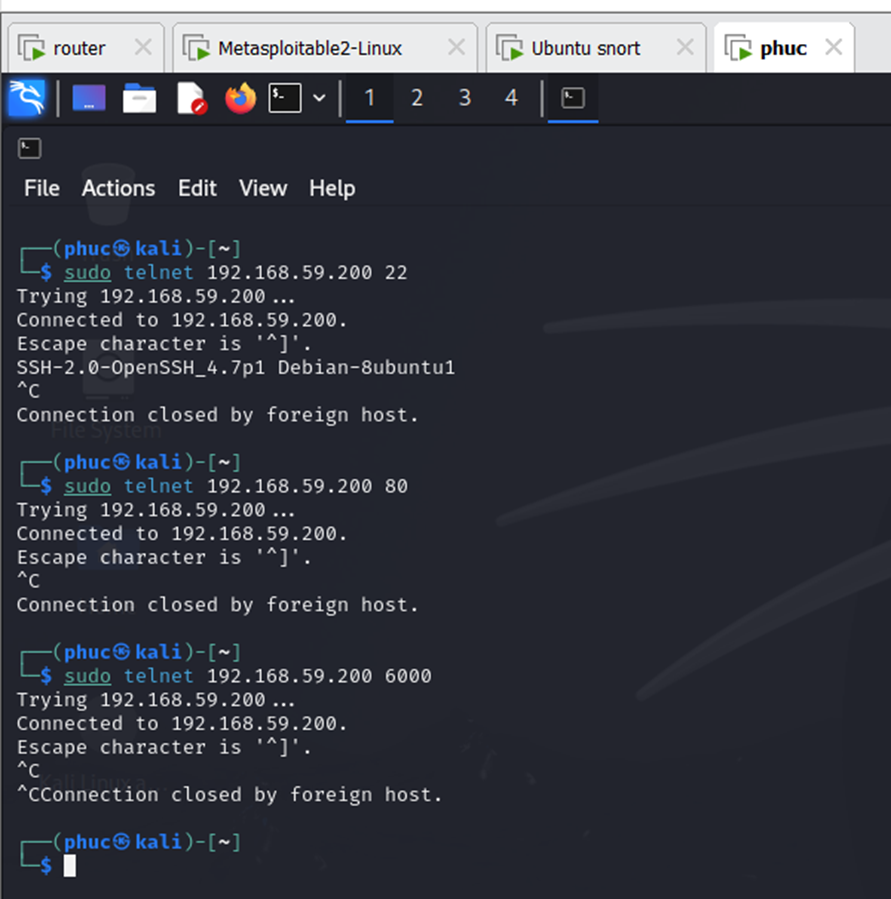 router
Metasploitable2-Linux
Ubuntu snort
phuc
1 2 3 4
File Actions Edit View Help
┌──(phuc㉿kali)-[~]
└─$ sudo telnet 192.168.59.200 22
Trying 192.168.59.200...
Connected to 192.168.59.200.
Escape character is '^]'.
SSH-2.0-OpenSSH_4.7p1 Debian-8ubuntu1
^C
Connection closed by foreign host.
File System
┌──(phuc㉿kali)-[~]
└─$ sudo telnet 192.168.59.200 80
Trying 192.168.59.200...
Connected to 192.168.59.200.
Escape character is '^]'.
^C
Connection closed by foreign host.
┌──(phuc㉿kali)-[~]
└─$ sudo telnet 192.168.59.200 6000
Trying 192.168.59.200...
Connected to 192.168.59.200.
Escape character is '^]'.
^C
Kali Linux a...
^CConnection closed by foreign host.
┌──(phuc㉿kali)-[~]
└─$